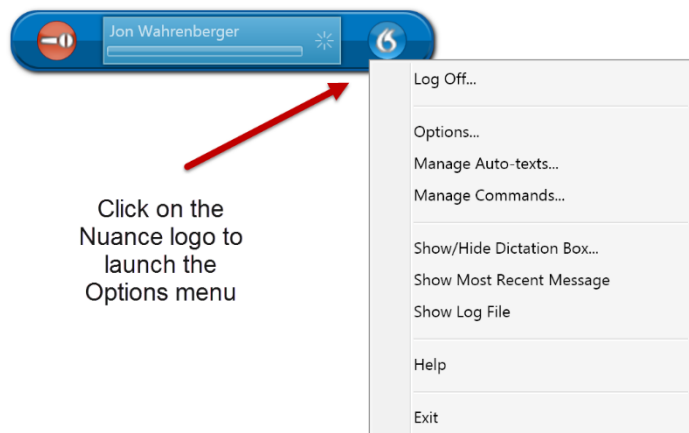 Jon Wahrenberger
Log Off...
Options...
Manage Auto-texts...
Manage Commands...
Show/Hide Dictation Box...
Show Most Recent Message
Show Log File
Help
Exit
Click on the
Nuance logo to
launch the
Options menu